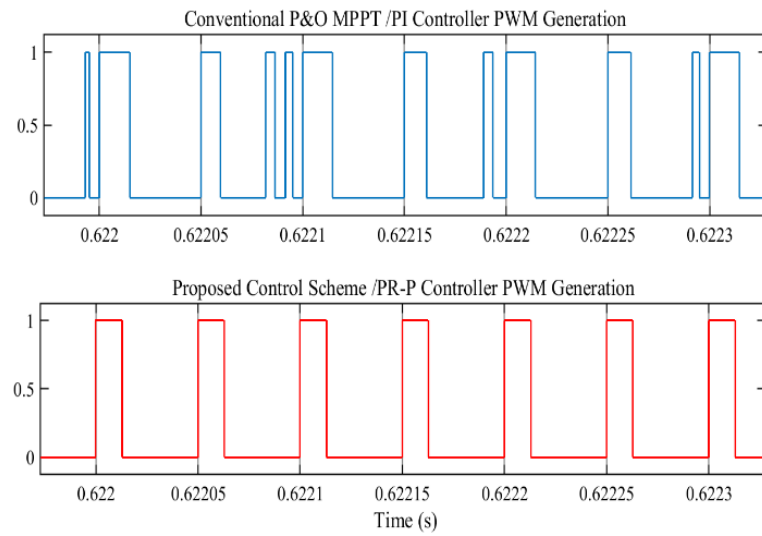 Conventional P&O MPPT /PI Controller PWM Generation
1
0.5
0
0.622 0.62205 0.6221 0.62215 0.6222 0.62225 0.6223
Proposed Control Scheme /PR-P Controller PWM Generation
1
0.5
0
0.622 0.62205 0.6221 0.62215 0.6222 0.62225 0.6223
Time (s)